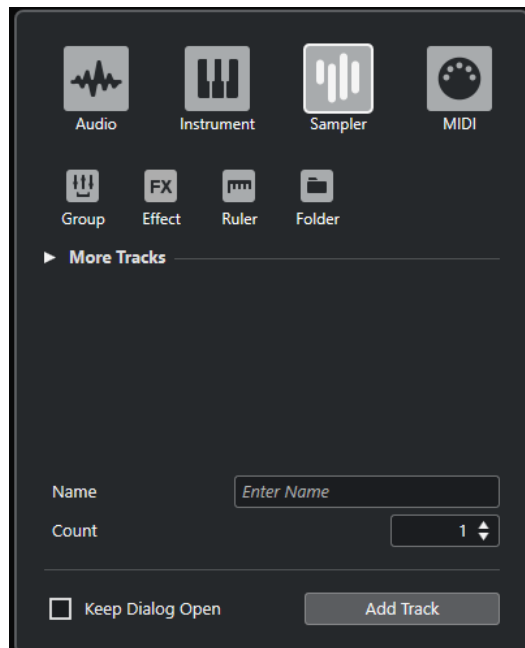 Audio Instrument Sampler MIDI
FX
Group Effect Ruler Folder
More Tracks
Name Enter Name
Count 1
Keep Dialog Open Add Track